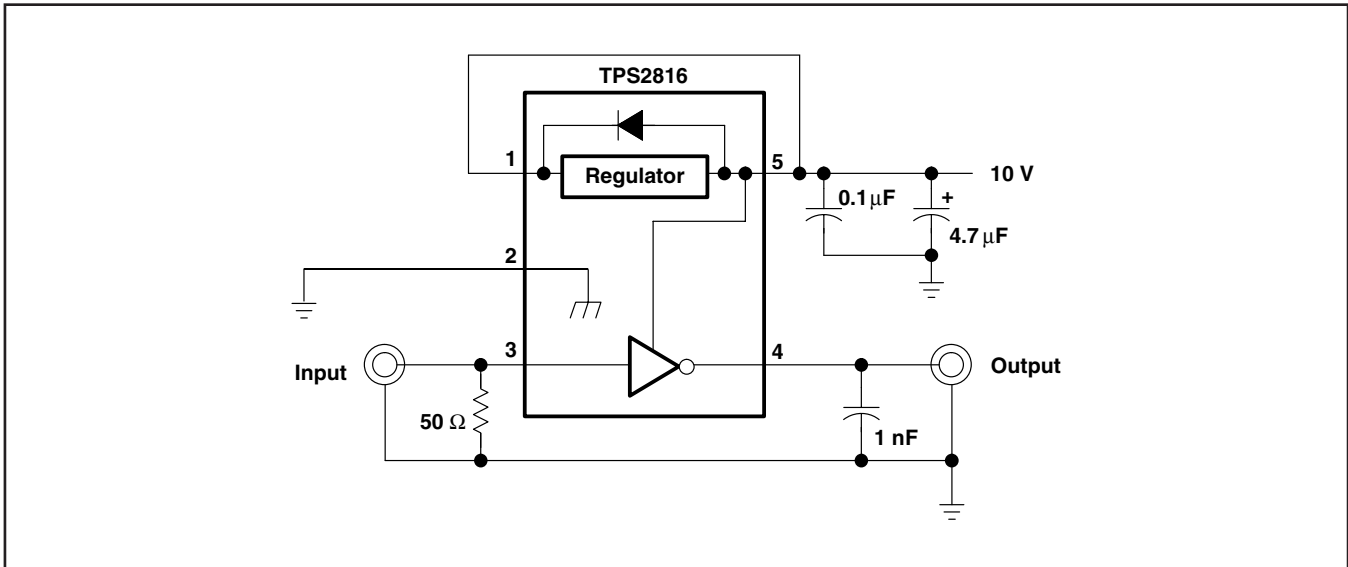 TPS2816
1
Regulator
5
10 V
0.1 μF
+
4.7 μF
2
3
4
Input
Output
50 Ω
1 nF